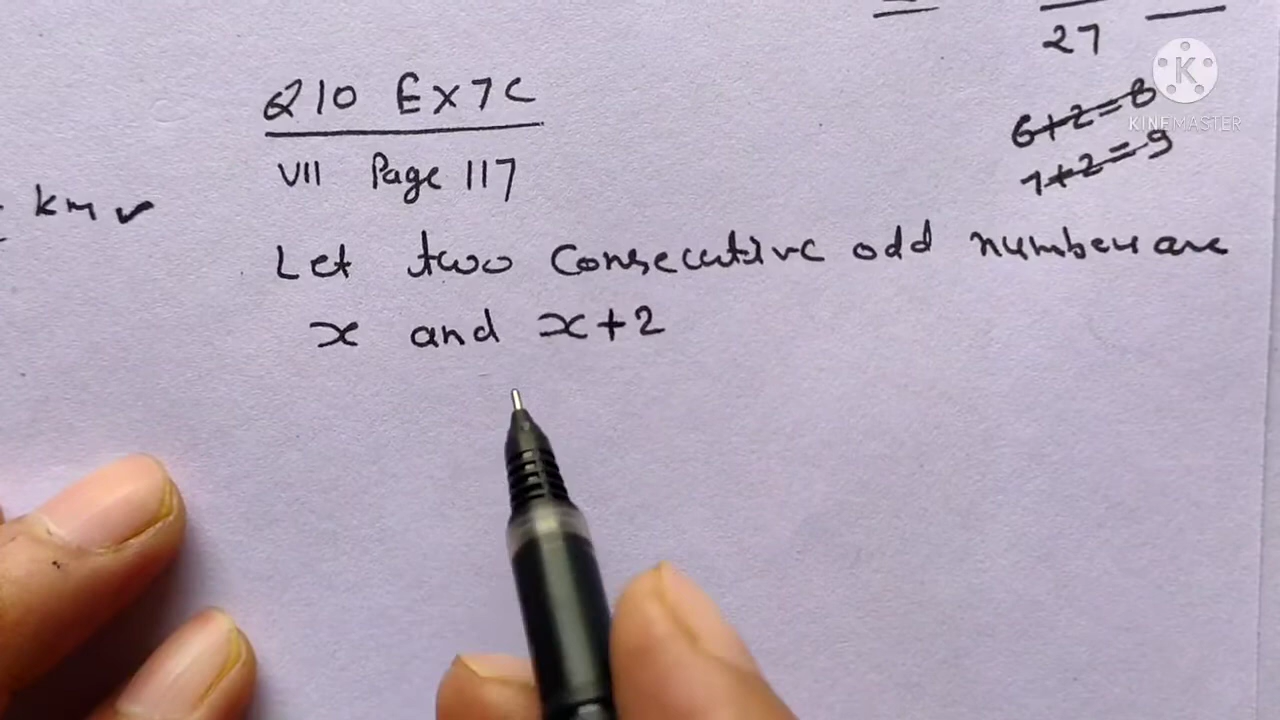 27
K
KINEMASTER
6+2=8
7+2=9
Q10 Ex7C
VII Page 117
km ✓
Let two consecutive odd numbers are
x and x+2